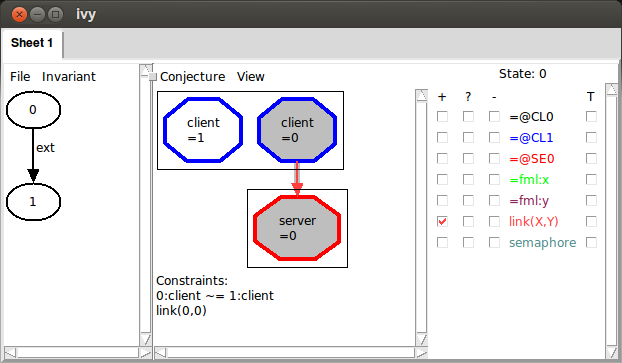 ivy
Sheet 1
File Invariant
0
ext
1
Conjecture View
client
=1
client
=0
server
=0
Constraints:
0:client ~= 1:client
link(0,0)
State: 0
+ ? - T
=@CL0
=@CL1
=@SE0
=fml:x
=fml:y
link(X,Y)
semaphore